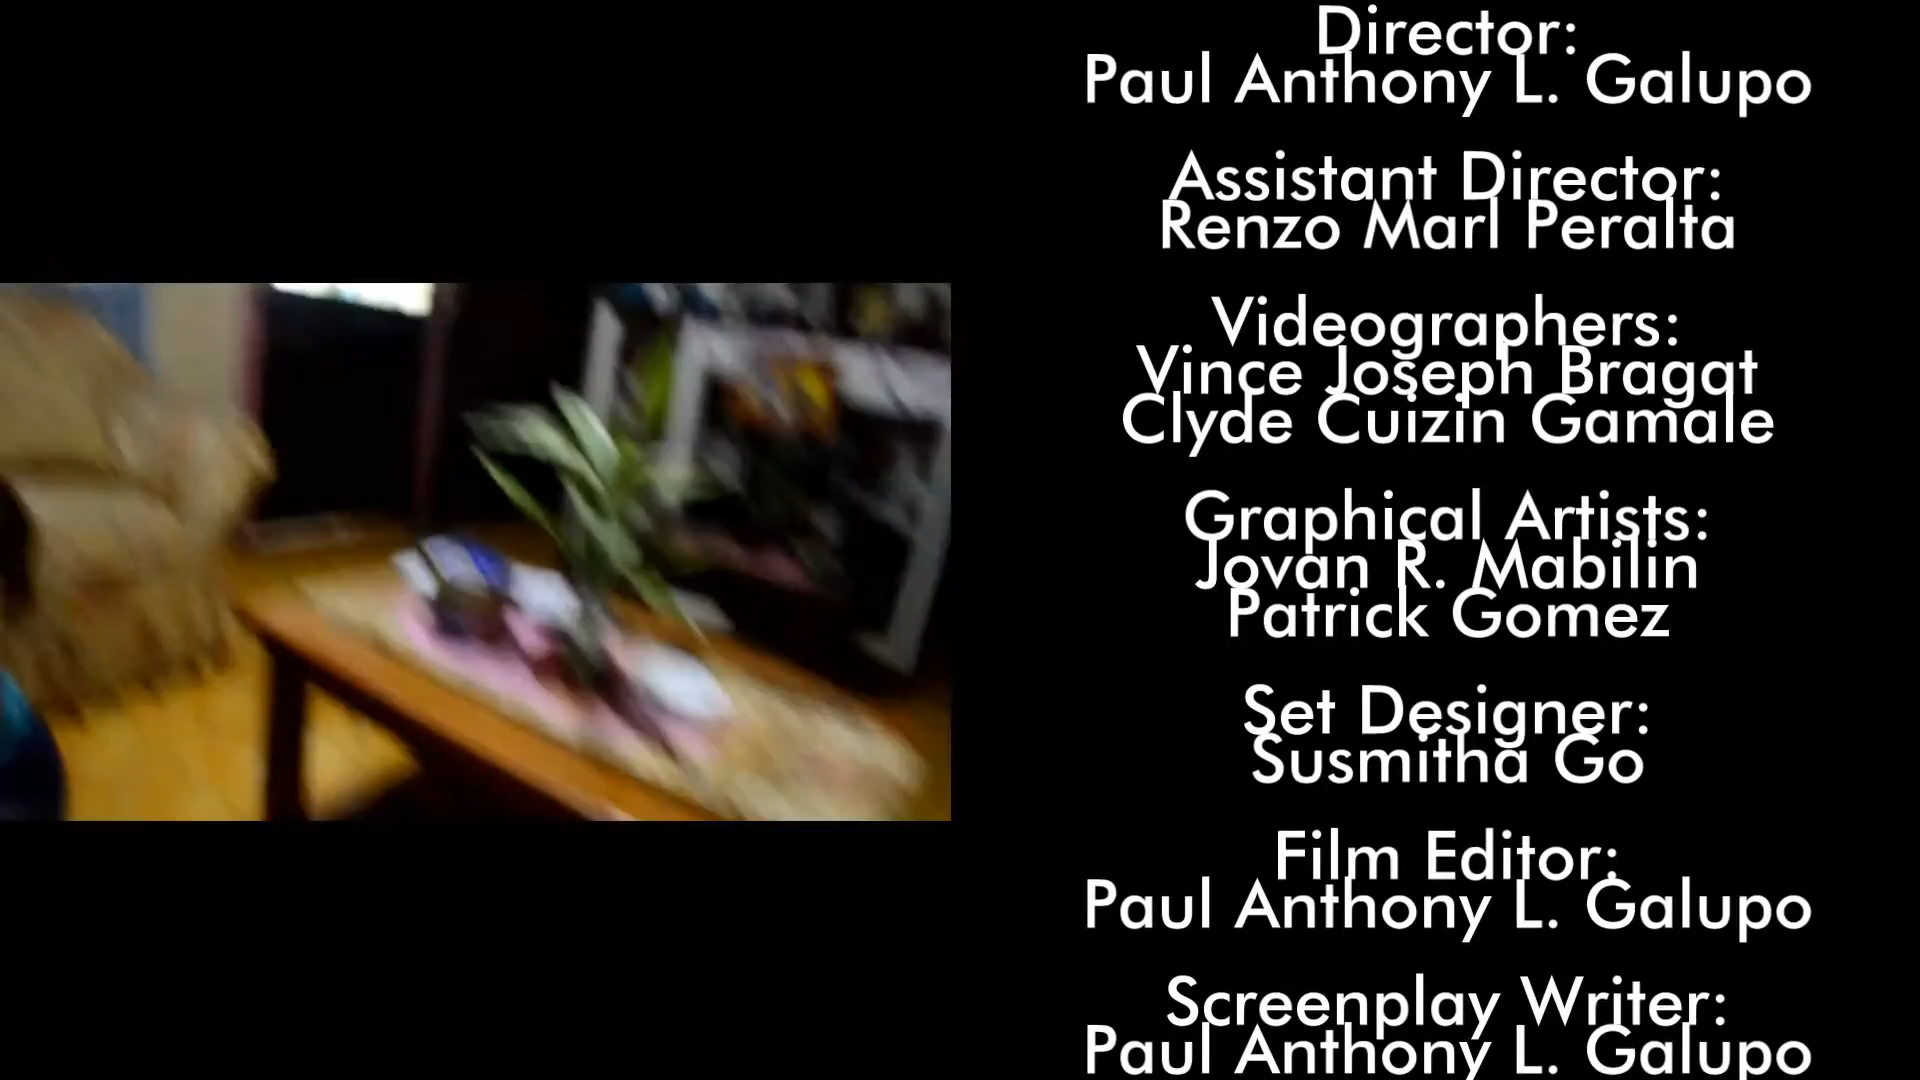 Director:
Paul Anthony L. Galupo
Assistant Director:
Renzo Marl Peralta
Videographers:
Vince Joseph Bragat
Clyde Cuizin Gamale
Graphical Artists:
Jovan R. Mabilin
Patrick Gomez
Set Designer:
Susmitha Go
Film Editor:
Paul Anthony L. Galupo
Screenplay Writer:
Paul Anthony L. Galupo